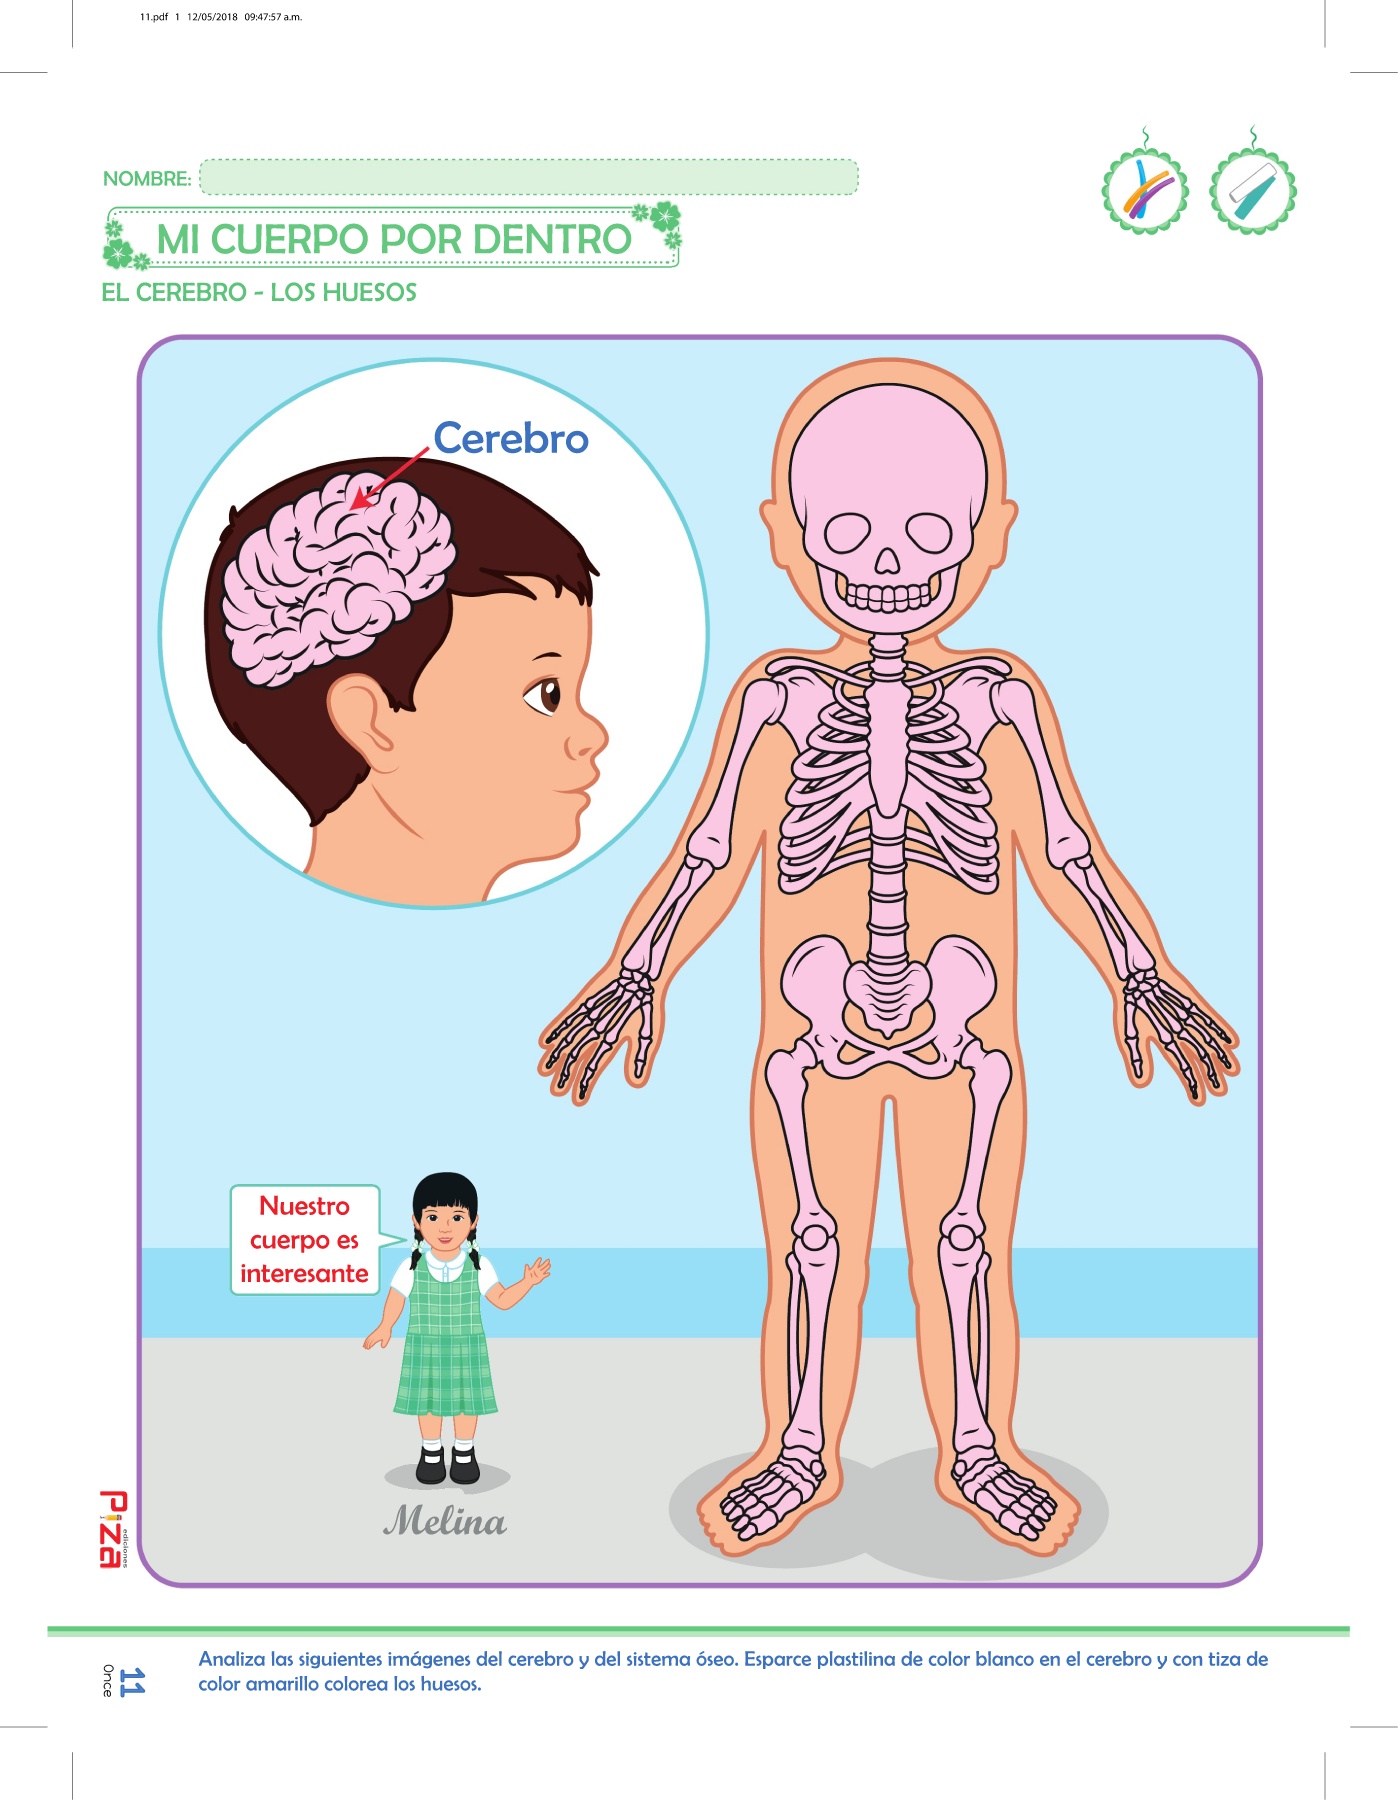 11.pdf 1 12/05/2018 09:47:57 a.m.
NOMBRE:
MI CUERPO POR DENTRO
EL CEREBRO - LOS HUESOS
Cerebro
Nuestro
cuerpo es
interesante
Melina
Piza
ediciones
Analiza las siguientes imágenes del cerebro y del sistema óseo. Esparce plastilina de color blanco en el cerebro y con tiza de
color amarillo colorea los huesos.
11
Once